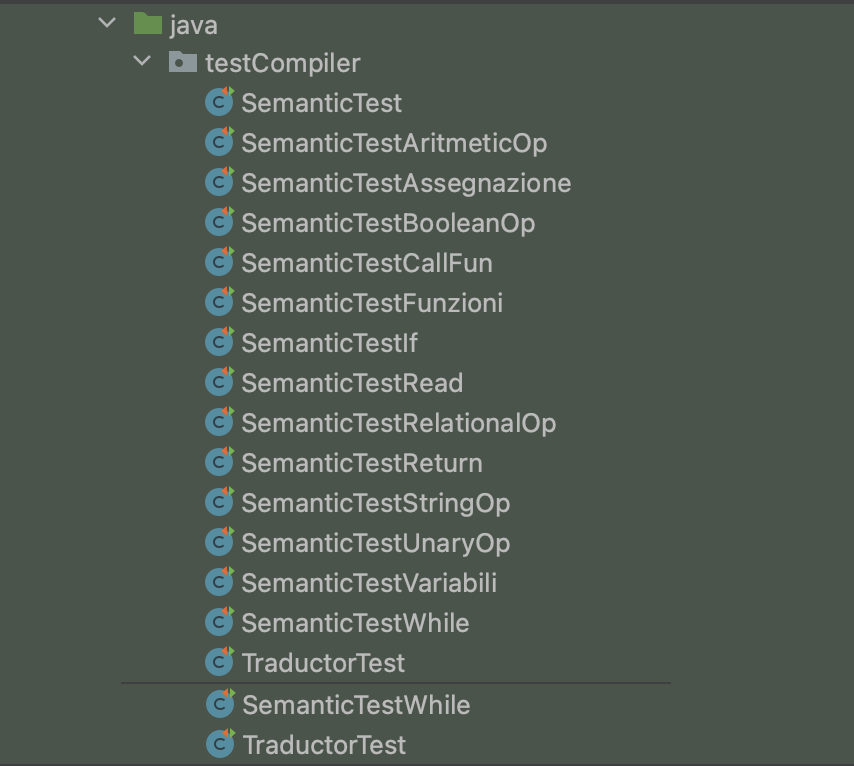 java
testCompiler
C SemanticTest
C SemanticTestAritmeticOp
C SemanticTestAssegnazione
C SemanticTestBooleanOp
C SemanticTestCallFun
C SemanticTestFunzioni
C SemanticTestIf
C SemanticTestRead
C SemanticTestRelationalOp
C SemanticTestReturn
C SemanticTestStringOp
C SemanticTestUnaryOp
C SemanticTestVariabili
C SemanticTestWhile
C TraductorTest
C SemanticTestWhile
C TraductorTest